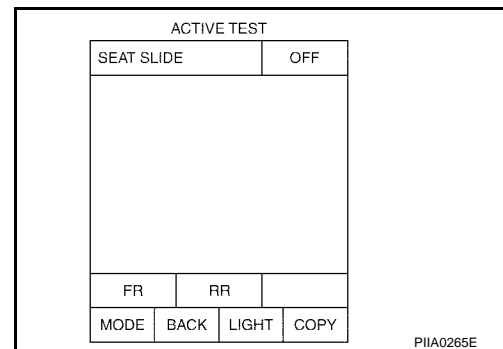 ACTIVE TEST
SEAT SLIDE OFF
FR RR
MODE BACK LIGHT COPY
PIIA0265E